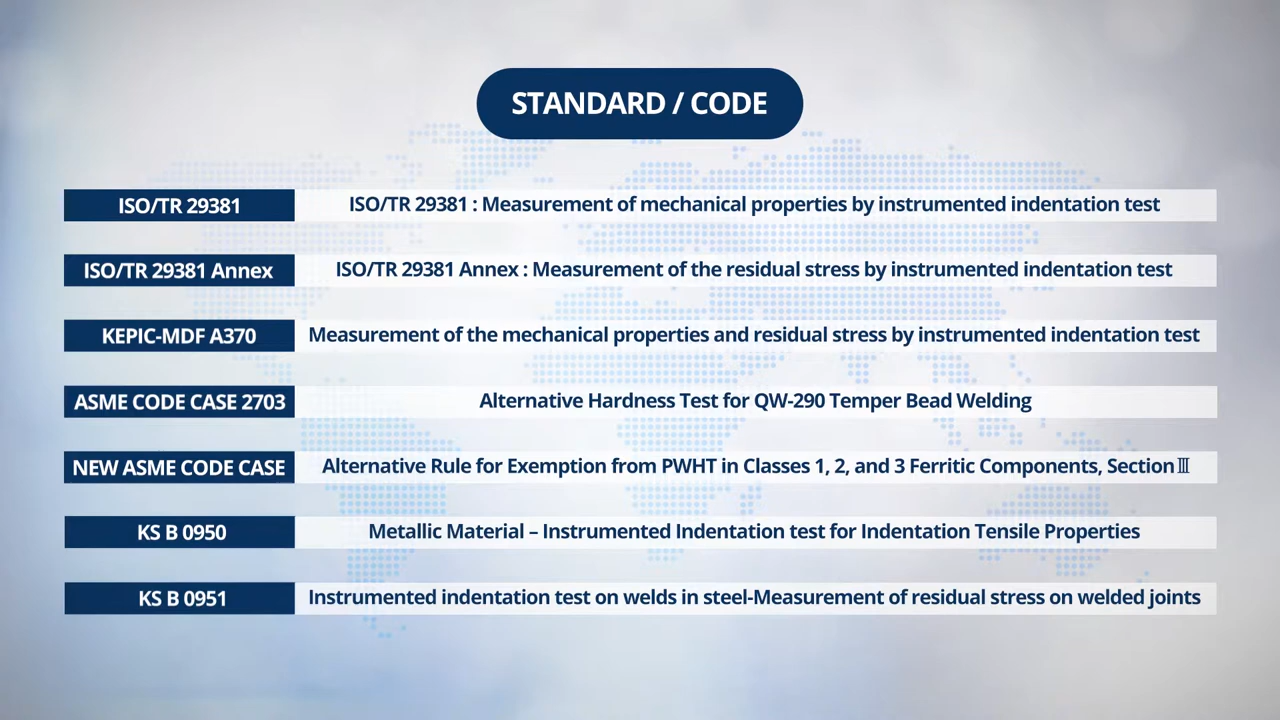 STANDARD / CODE
ISO/TR 29381
ISO/TR 29381 : Measurement of mechanical properties by instrumented indentation test
ISO/TR 29381 Annex
ISO/TR 29381 Annex : Measurement of the residual stress by instrumented indentation test
KEPIC-MDF A370
Measurement of the mechanical properties and residual stress by instrumented indentation test
ASME CODE CASE 2703
Alternative Hardness Test for QW-290 Temper Bead Welding
NEW ASME CODE CASE
Alternative Rule for Exemption from PWHT in Classes 1, 2, and 3 Ferritic Components, Section Ⅲ
KS B 0950
Metallic Material – Instrumented Indentation test for Indentation Tensile Properties
KS B 0951
Instrumented indentation test on welds in steel-Measurement of residual stress on welded joints